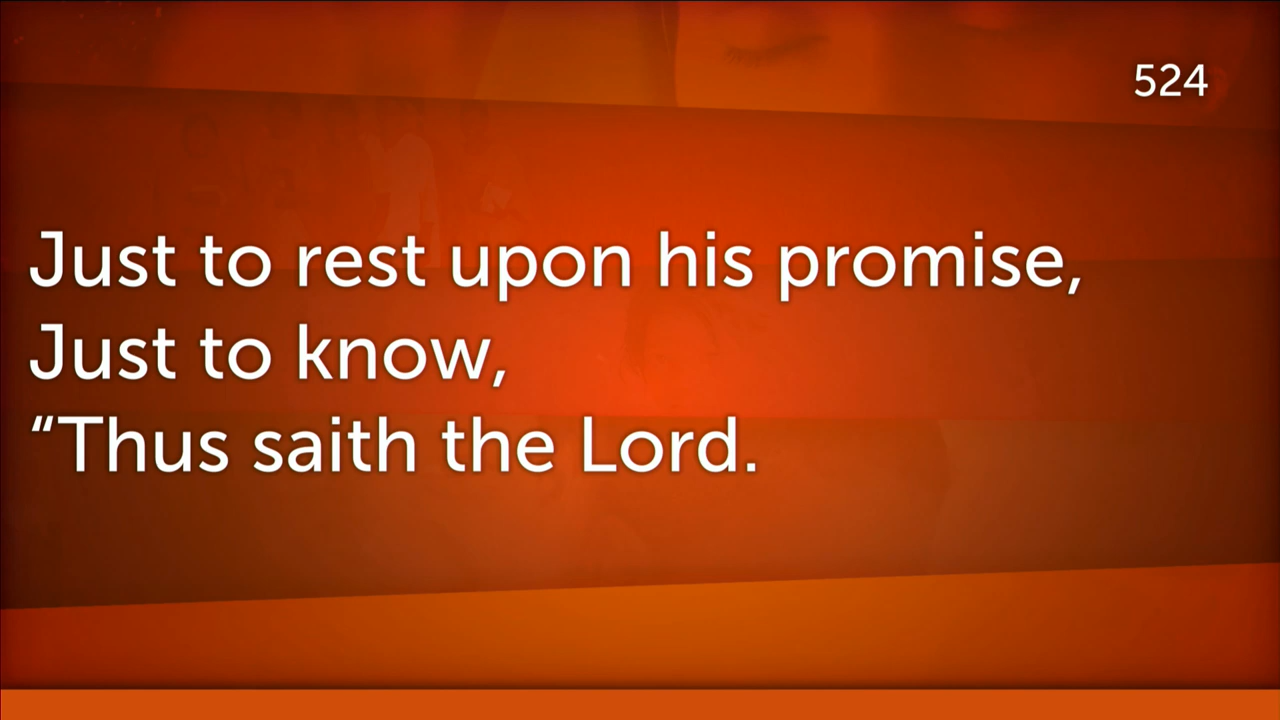 524
Just to rest upon his promise,
Just to know,
“Thus saith the Lord.